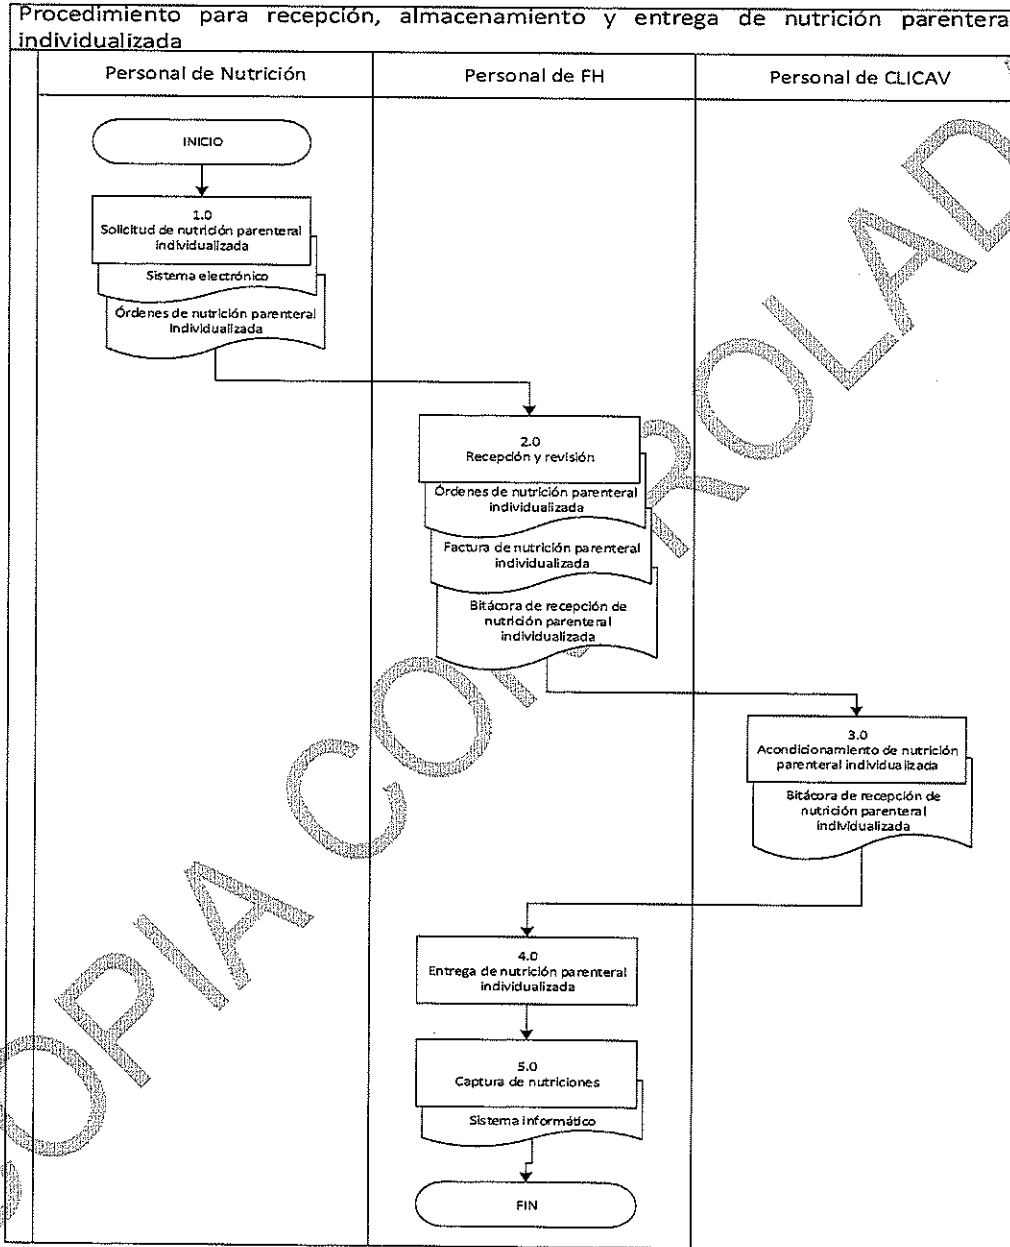 Procedimiento para recepción, almacenamiento y entrega de nutrición parentera
individualizada
Personal de Nutrición
Personal de FH
Personal de CLICAV
INICIO
1.0
Solicitud de nutrición parenteral
individualizada
Sistema electrónico
Órdenes de nutrición parenteral
individualizada
2.0
Recepción y revisión
Órdenes de nutrición parenteral
individualizada
Factura de nutrición parenteral
individualizada
Bitácora de recepción de
nutrición parenteral
individualizada
3.0
Acondicionamiento de nutrición
parenteral individualizada
Bitácora de recepción de
nutrición parenteral
individualizada
4.0
Entrega de nutrición parenteral
individualizada
5.0
Captura de nutriciones
Sistema informático
FIN
COPIA CON ROLAD